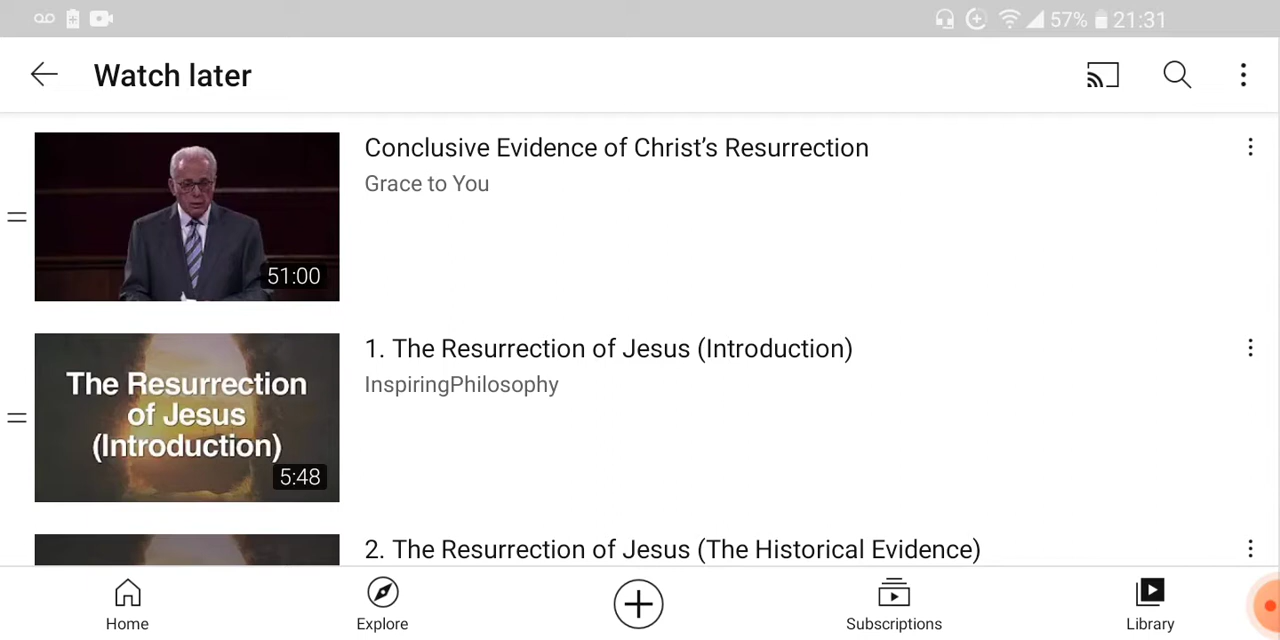 57% 21:31
Watch later
Conclusive Evidence of Christ’s Resurrection
Grace to You
51:00
1. The Resurrection of Jesus (Introduction)
InspiringPhilosophy
The Resurrection
of Jesus
(Introduction)
5:48
2. The Resurrection of Jesus (The Historical Evidence)
Home
Explore
Subscriptions
Library